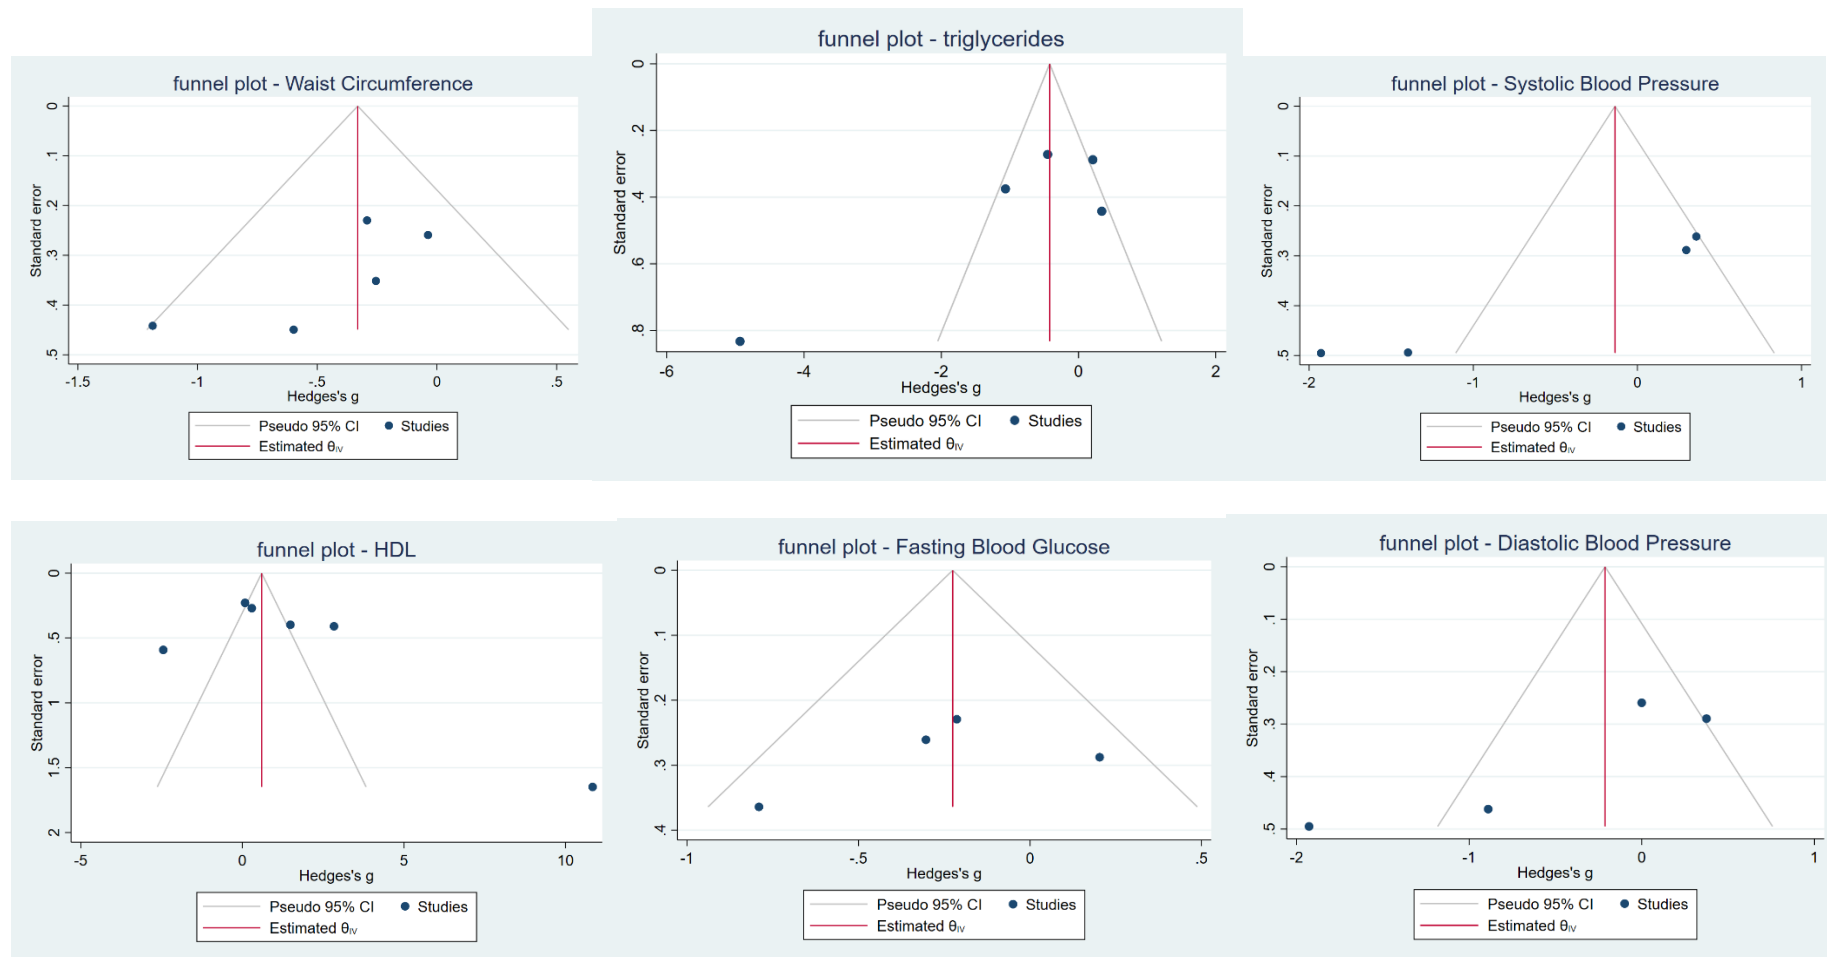 funnel plot - Waist Circumference
Standard error
0
.1
.2
.3
.4
.5
-1.5
-1
-.5
0
.5
Hedges's g
Pseudo 95% CI
Studies
Estimated θIV
funnel plot - triglycerides
Standard error
0
.2
.4
.6
.8
-6
-4
-2
0
2
Hedges's g
Pseudo 95% CI
Studies
Estimated θIV
funnel plot - Systolic Blood Pressure
Standard error
0
.1
.2
.3
.4
.5
-2
-1
0
1
Hedges's g
Pseudo 95% CI
Studies
Estimated θIV
funnel plot - HDL
Standard error
0
.5
1
1.5
2
-5
0
5
10
Hedges's g
Pseudo 95% CI
Studies
Estimated θIV
funnel plot - Fasting Blood Glucose
Standard error
0
.1
.2
.3
.4
-1
-.5
0
.5
Hedges's g
Pseudo 95% CI
Studies
Estimated θIV
funnel plot - Diastolic Blood Pressure
Standard error
0
.1
.2
.3
.4
.5
-2
-1
0
1
Hedges's g
Pseudo 95% CI
Studies
Estimated θIV